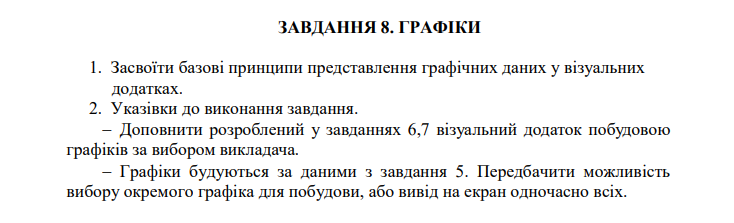 ЗАВДАННЯ 8. ГРАФІКИ
1. Засвоїти базові принципи представлення графічних даних у візуальних
додатках.
2. Указівки до виконання завдання.
– Доповнити розроблений у завданнях 6,7 візуальний додаток побудовою
графіків за вибором викладача.
– Графіки будуються за даними з завдання 5. Передбачити можливість
вибору окремого графіка для побудови, або вивід на екран одночасно всіх.